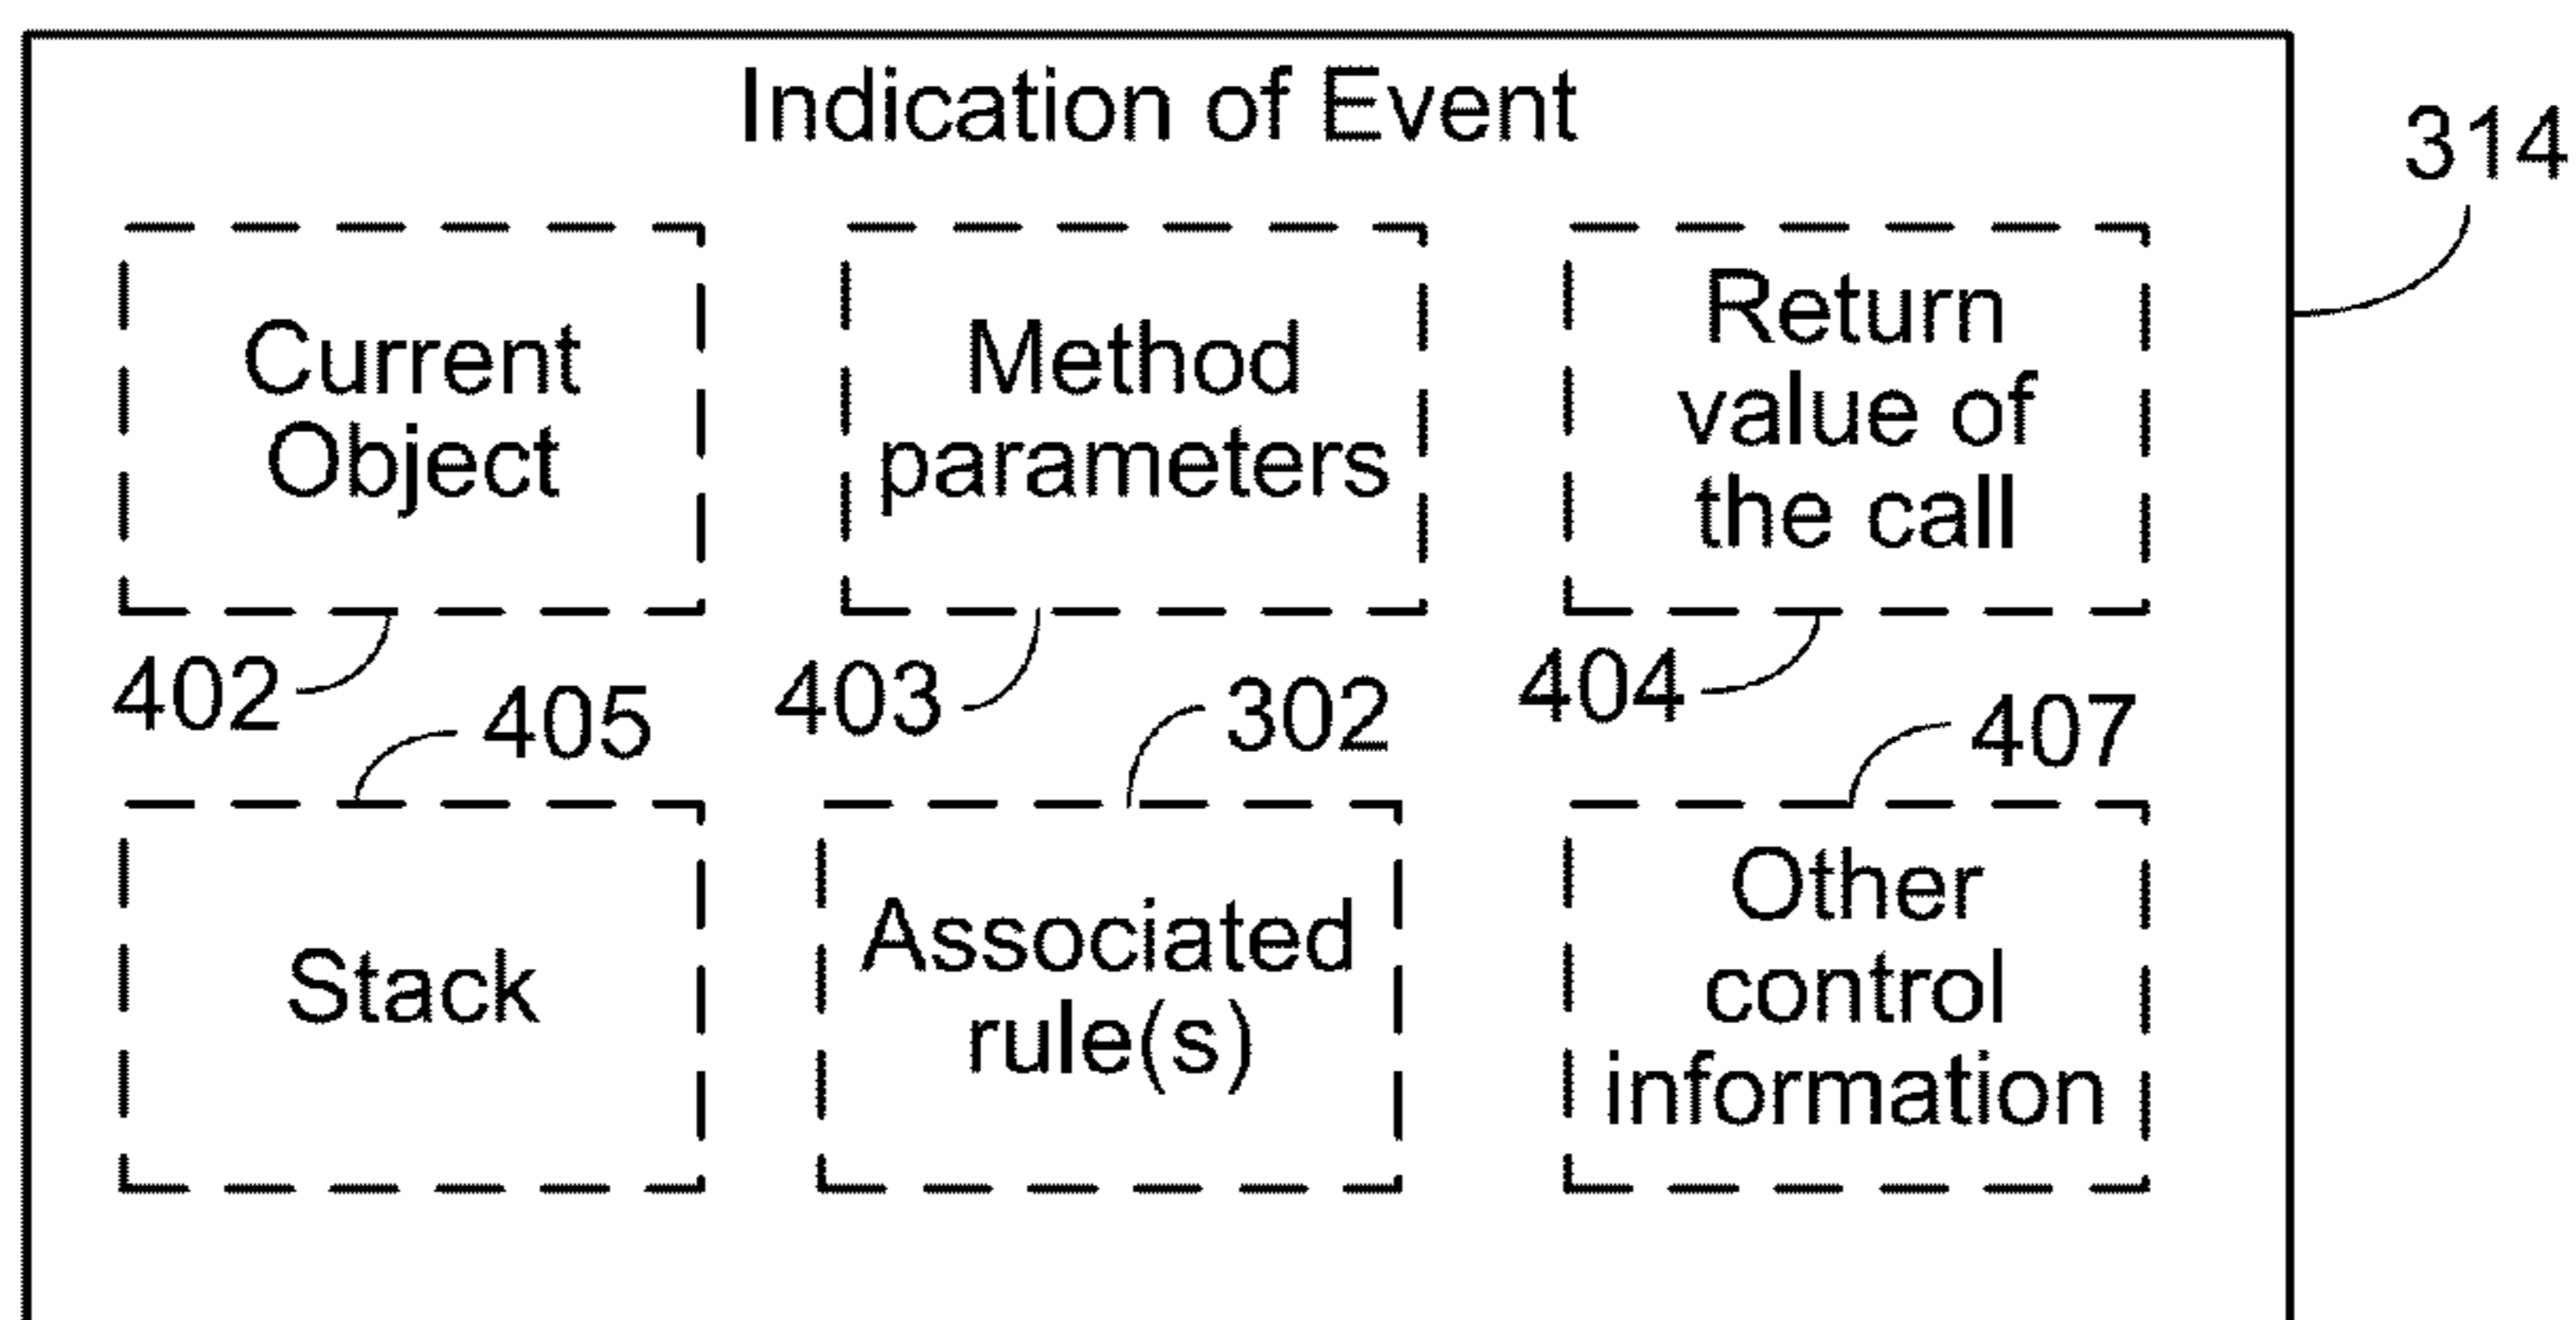 Indication of Event
314
Current
Object
Method
parameters
Return
value of
the call
402
403
404
405
302
407
Stack
Associated
rule(s)
Other
control
information